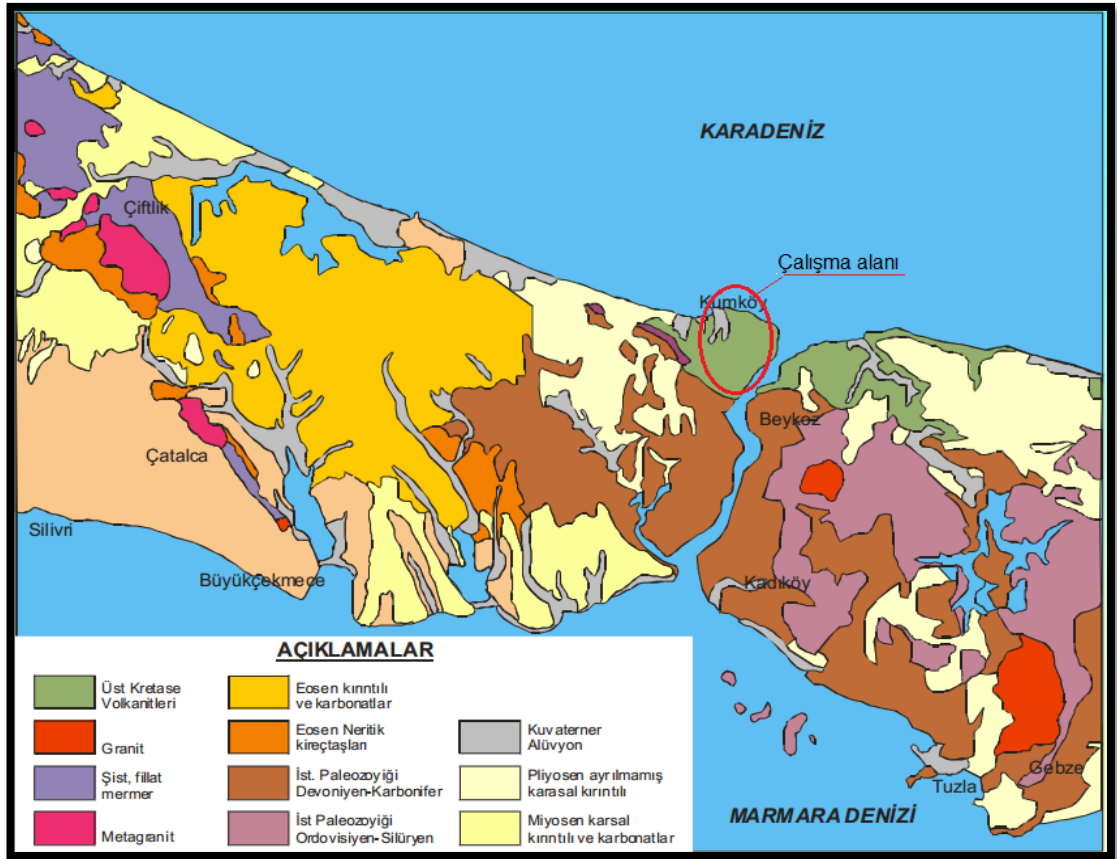 KARADENİZ
Çalışma alanı
Kumköy
Çiftlik
Beykoz
Çatalca
Silivri
Büyükçekmece
Kadıköy
AÇIKLAMALAR
Üst Kretase
Volkanitleri
Granit
Şist, fillat
mermer
Metagranit
Eosen kırıntılı
ve karbonatlar
Eosen Neritik
kireçtaşları
İst. Paleozoyiği
Devoniyen-Karbonifer
İst Paleozoyiği
Ordovisiyen-Silüryen
Kuvaterner
Alüvyon
Pliyosen ayrılmamış
karasal kırıntılı
Miyosen karsal
kırıntılı ve karbonatlar
Gebze
Tuzla
MARMARA DENİZİ